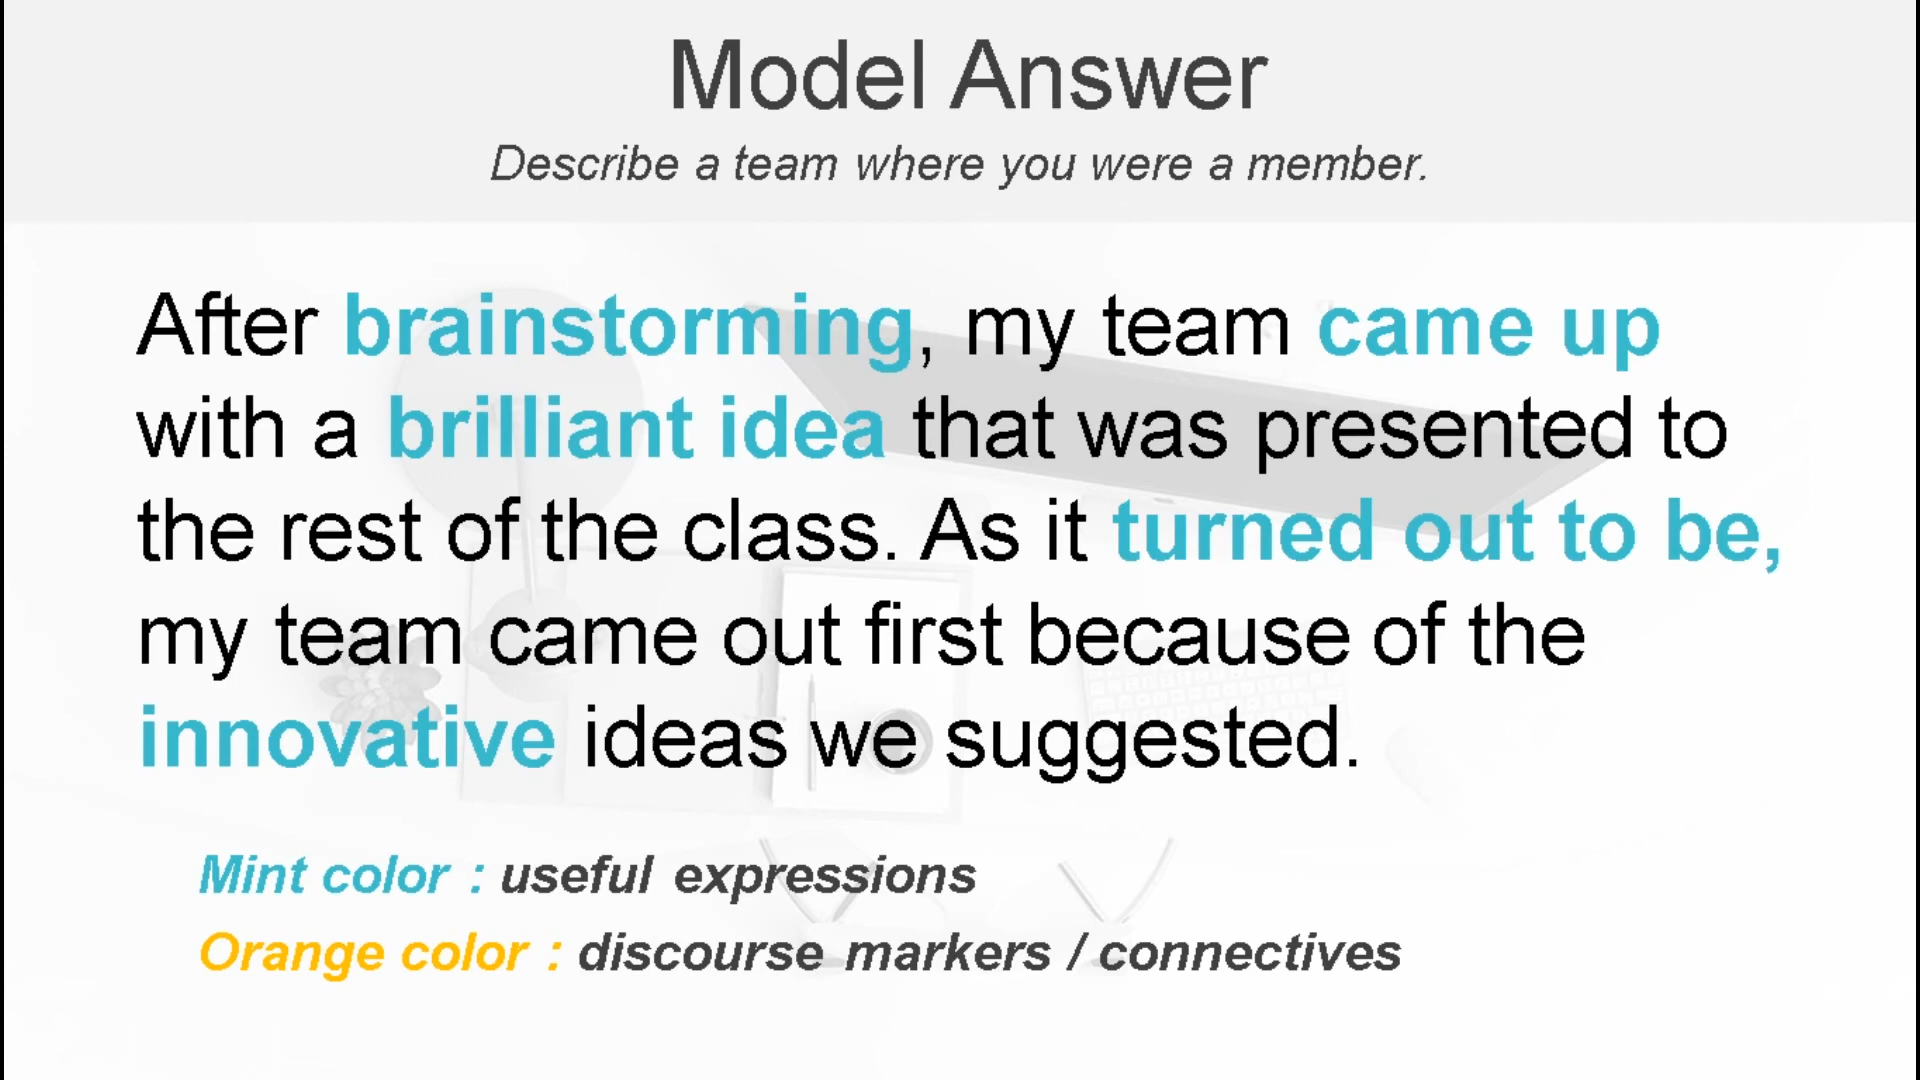 Model Answer
Describe a team where you were a member.
After brainstorming, my team came up
with a brilliant idea that was presented to
the rest of the class. As it turned out to be,
my team came out first because of the
innovative ideas we suggested.
Mint color : useful expressions
Orange color : discourse markers / connectives